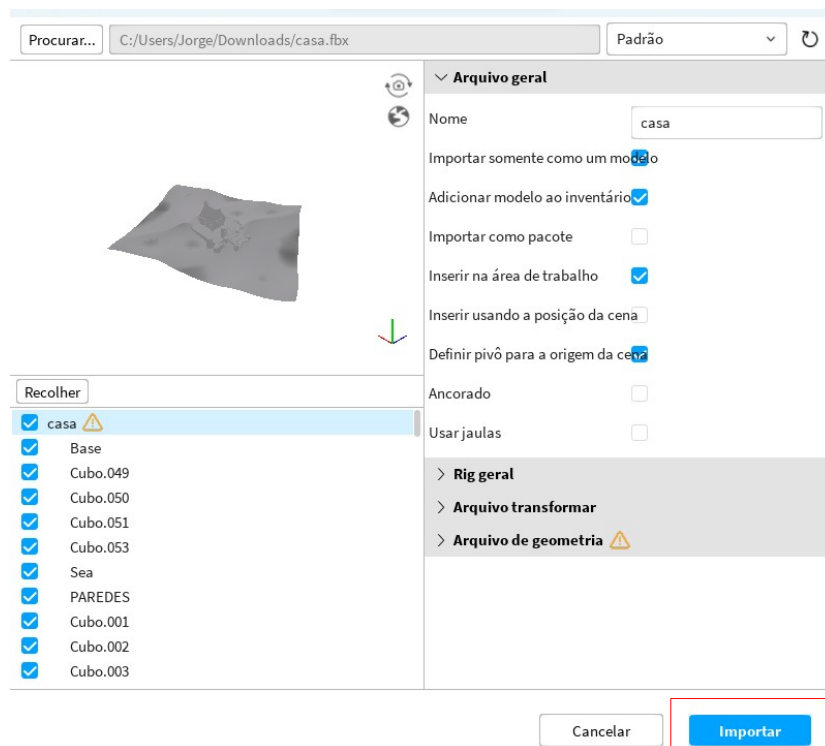 Procurar... C:/Users/Jorge/Downloads/casa.fbx Padrão
Arquivo geral
Nome casa
Importar somente como um modelo
Adicionar modelo ao inventário
Importar como pacote
Inserir na área de trabalho
Inserir usando a posição da cena
Definir pivô para a origem da cena
Ancorado
Usar jaulas
Rig geral
Arquivo transformar
Arquivo de geometria
Recolher
casa
Base
Cubo.049
Cubo.050
Cubo.051
Cubo.053
Sea
PAREDES
Cubo.001
Cubo.002
Cubo.003
Cancelar Importar